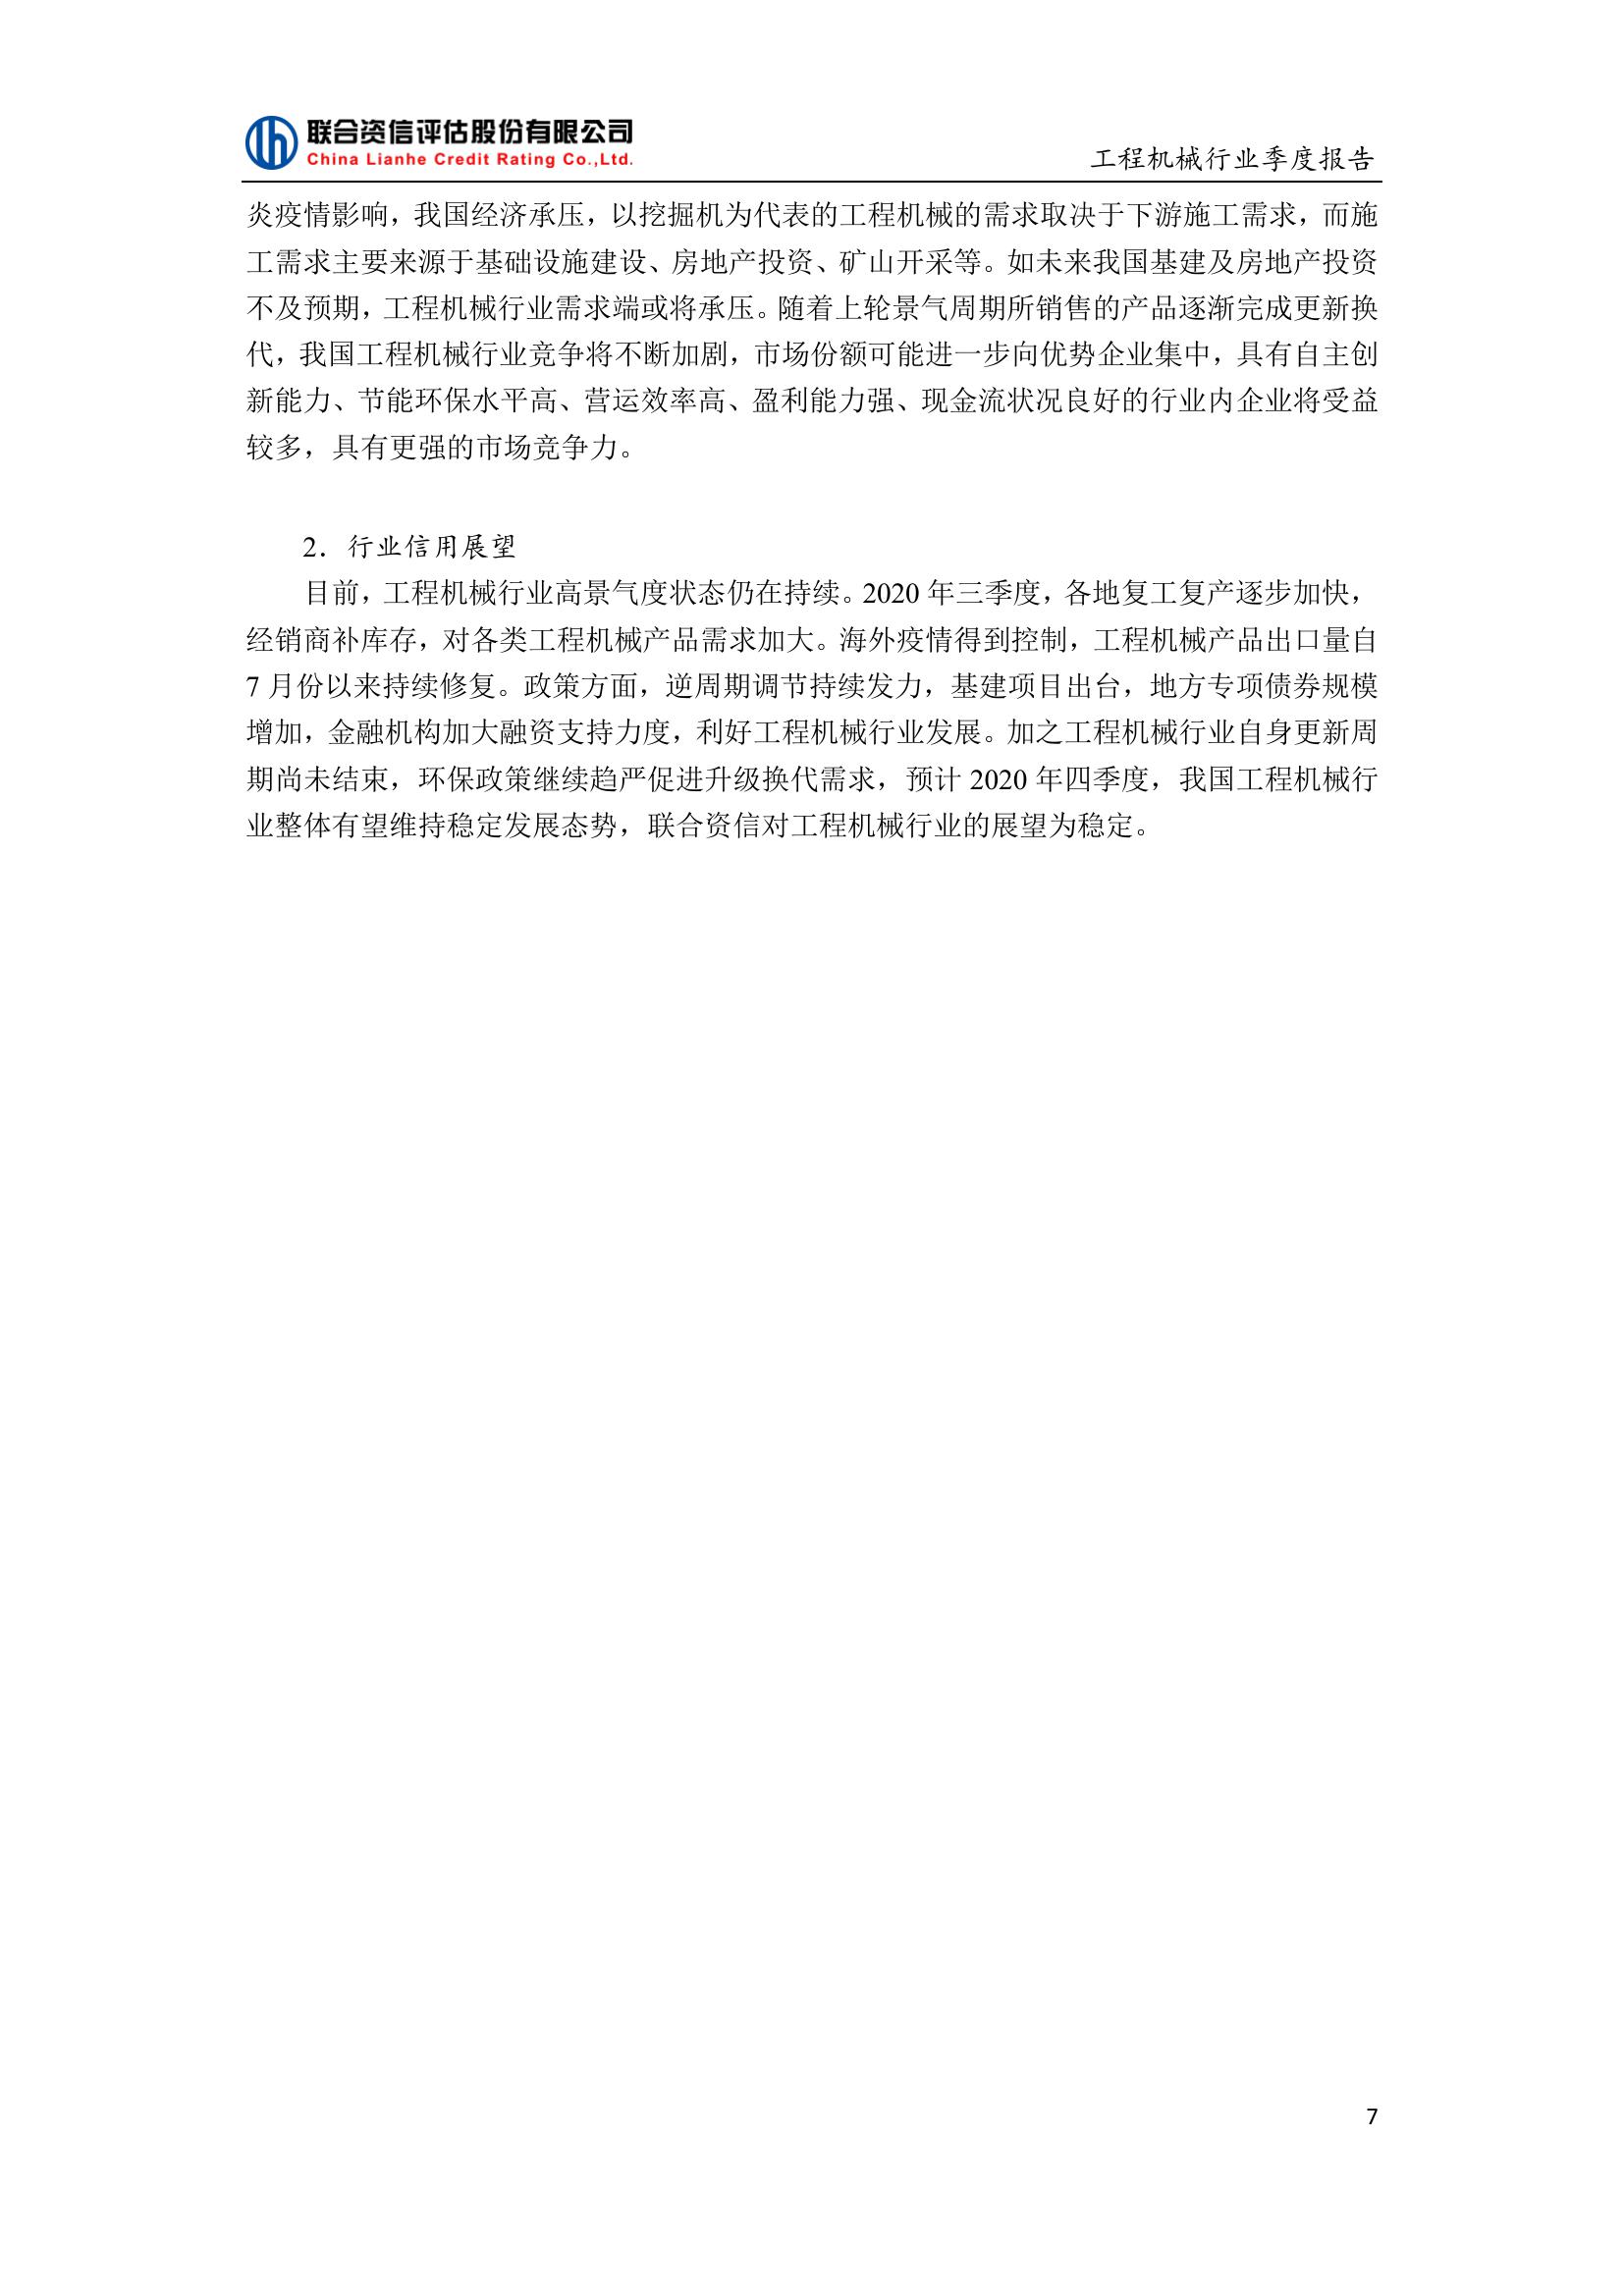 联合资信评估股份有限公司
China Lianhe Credit Rating Co.,Ltd.
工程机械行业季度报告
炎疫情影响，我国经济承压，以挖掘机为代表的工程机械的需求取决于下游施工需求，而施
工需求主要来源于基础设施建设、房地产投资、矿山开采等。如未来我国基建及房地产投资
不及预期，工程机械行业需求端或将承压。随着上轮景气周期所销售的产品逐渐完成更新换
代，我国工程机械行业竞争将不断加剧，市场份额可能进一步向优势企业集中，具有自主创
新能力、节能环保水平高、营运效率高、盈利能力强、现金流状况良好的行业内企业将受益
较多，具有更强的市场竞争力。
2．行业信用展望
目前，工程机械行业高景气度状态仍在持续。2020 年三季度，各地复工复产逐步加快，
经销商补库存，对各类工程机械产品需求加大。海外疫情得到控制，工程机械产品出口量自
7 月份以来持续修复。政策方面，逆周期调节持续发力，基建项目出台，地方专项债券规模
增加，金融机构加大融资支持力度，利好工程机械行业发展。加之工程机械行业自身更新周
期尚未结束，环保政策继续趋严促进升级换代需求，预计 2020 年四季度，我国工程机械行
业整体有望维持稳定发展态势，联合资信对工程机械行业的展望为稳定。
7